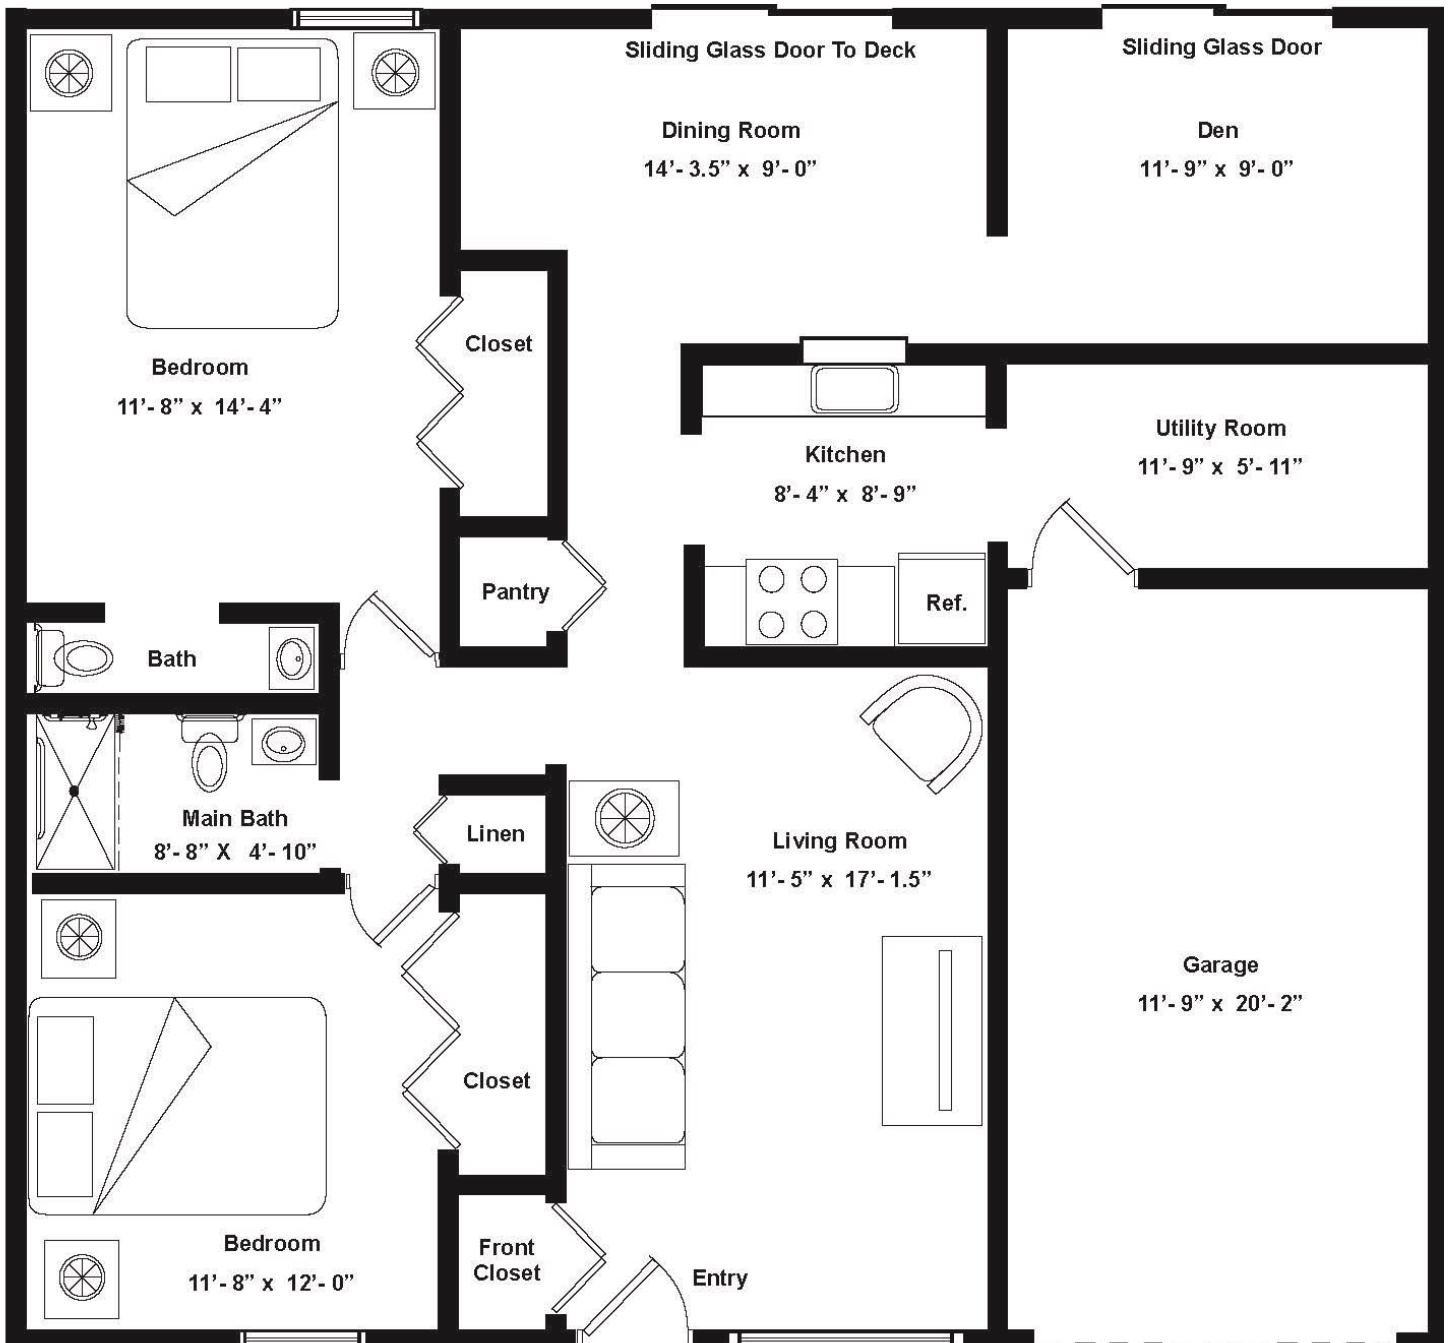 Sliding Glass Door To Deck
Sliding Glass Door
Dining Room
14’- 3.5” x 9’- 0”
Den
11’- 9” x 9’- 0”
Closet
Bedroom
11’- 8” x 14’- 4”
Kitchen
8’- 4” x 8’- 9”
Utility Room
11’- 9” x 5’- 11”
Pantry
Ref.
Bath
Main Bath
8’- 8” X 4’- 10”
Linen
Living Room
11’- 5” x 17’- 1.5”
Garage
11’- 9” x 20’- 2”
Closet
Bedroom
11’- 8” x 12’- 0”
Front
Closet
Entry